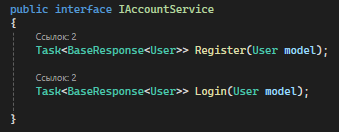 public interface IAccountService
{
Ссылок: 2
Task<BaseResponse<User>> Register(User model);
Ссылок: 2
Task<BaseResponse<User>> Login(User model);
}